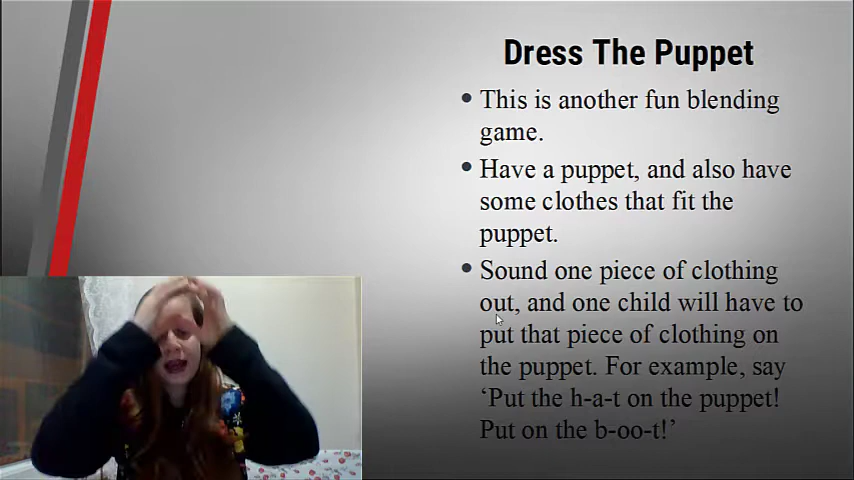 Dress The Puppet
• This is another fun blending
game.
• Have a puppet, and also have
some clothes that fit the
puppet.
• Sound one piece of clothing
out, and one child will have to
put that piece of clothing on
the puppet. For example, say
‘Put the h-a-t on the puppet!
Put on the b-oo-t!’